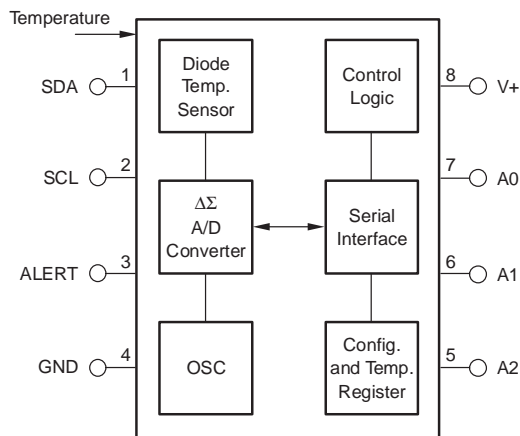 Temperature
SDA 1
SCL 2
ALERT 3
GND 4
Diode
Temp.
Sensor
ΔΣ
A/D
Converter
OSC
Control
Logic
Serial
Interface
Config.
and Temp.
Register
8 V+
7 A0
6 A1
5 A2